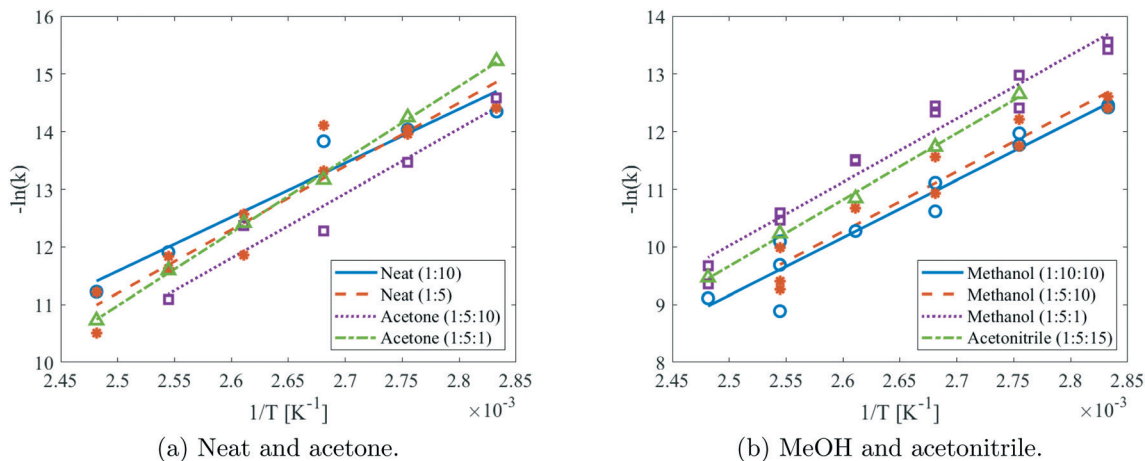 (a)
16
15
14
13
12
11
10
-ln(k)
Neat (1:10)
Neat (1:5)
Acetone (1:5:10)
Acetone (1:5:1)
2.45 2.5 2.55 2.6 2.65 2.7 2.75 2.8 2.85
1/T [K⁻¹] ×10⁻³
(a) Neat and acetone.
(b)
14
13
12
11
10
9
8
-ln(k)
Methanol (1:10:10)
Methanol (1:5:10)
Methanol (1:5:1)
Acetonitrile (1:5:15)
2.45 2.5 2.55 2.6 2.65 2.7 2.75 2.8 2.85
1/T [K⁻¹] ×10⁻³
(b) MeOH and acetonitrile.